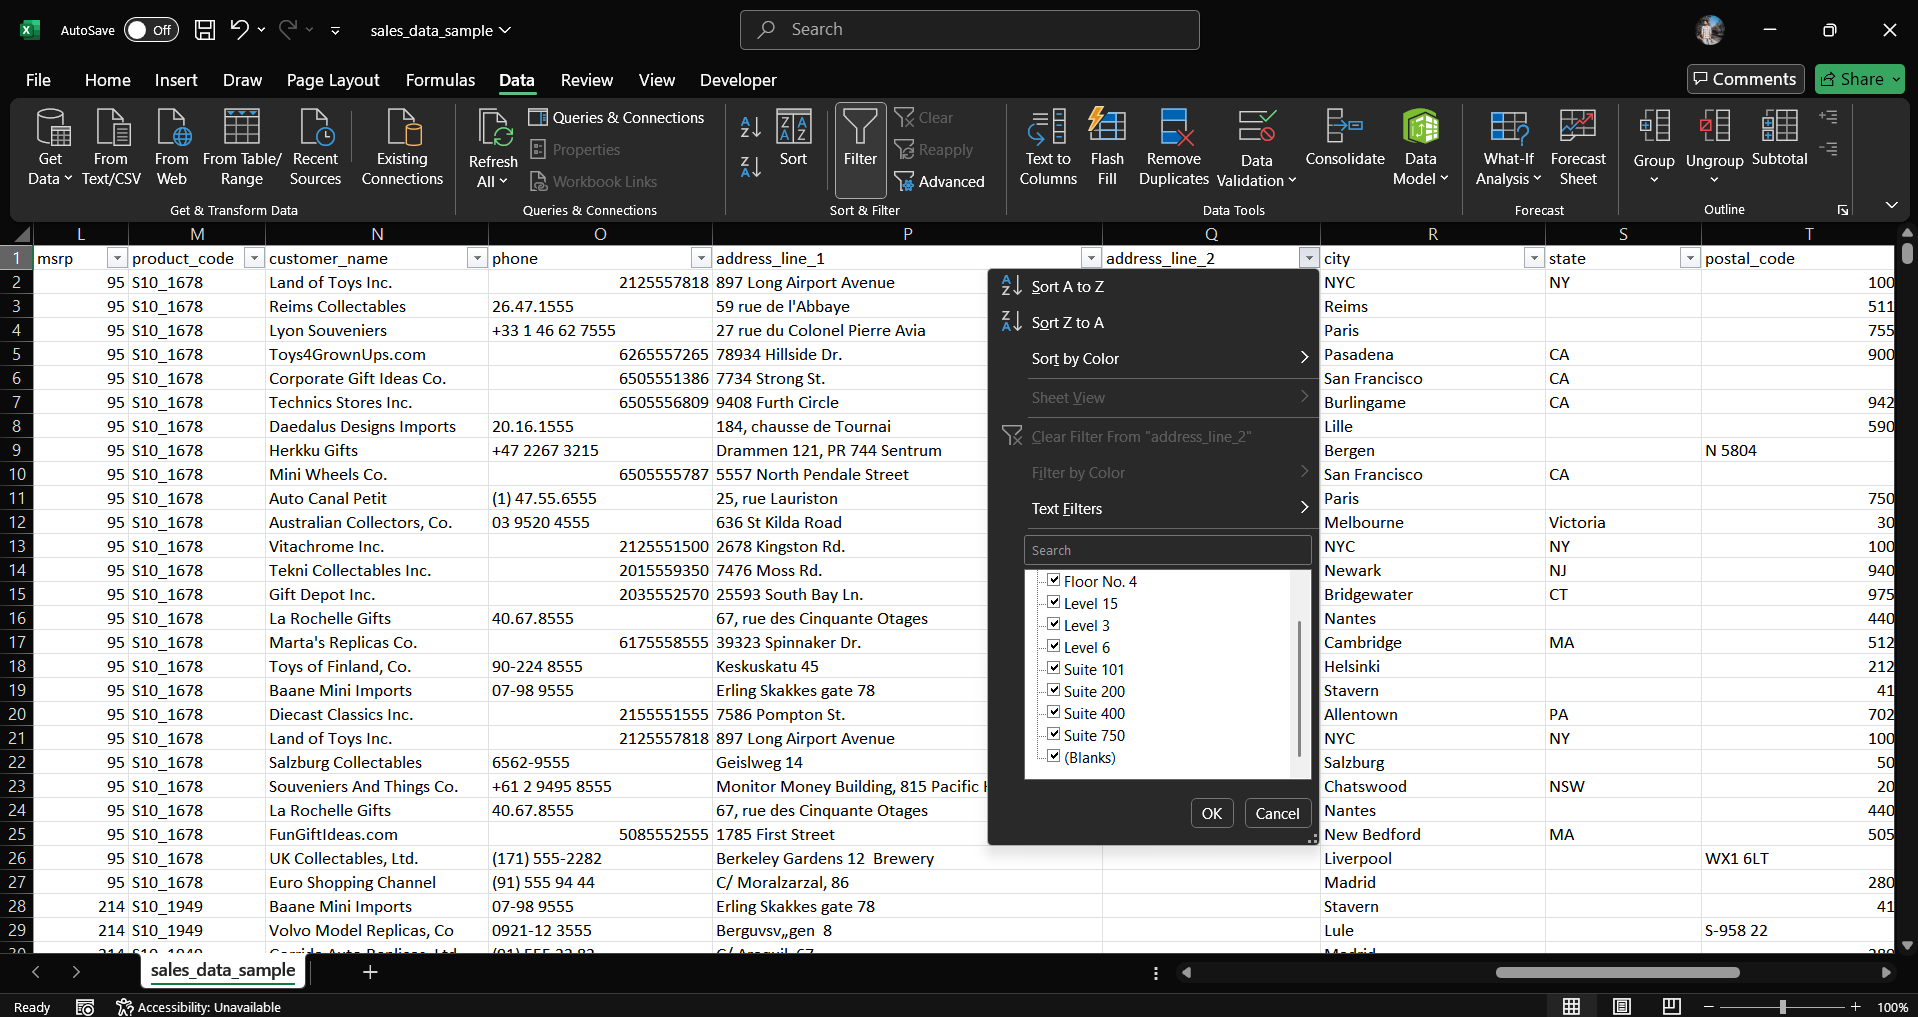 AutoSave Off sales_data_sample Search
File Home Insert Draw Page Layout Formulas Data Review View Developer Comments Share
Get Data From Text/CSV From Web From Table/ Range Recent Sources Existing Connections
Get & Transform Data
Refresh All Queries & Connections Properties Workbook Links
Queries & Connections
Sort Filter Clear Reapply Advanced
Sort & Filter
Text to Columns Flash Fill Remove Duplicates Data Validation Consolidate Data Model
Data Tools
What-If Analysis Forecast Sheet
Forecast
Group Ungroup Subtotal
Outline
L M N O P Q R S T
1 msrp product_code customer_name phone address_line_1 address_line_2 city state postal_code
2 95 S10_1678 Land of Toys Inc. 2125557818 897 Long Airport Avenue NYC NY 100
3 95 S10_1678 Reims Collectables 26.47.1555 59 rue de l'Abbaye Reims 511
4 95 S10_1678 Lyon Souveniers +33 1 46 62 7555 27 rue du Colonel Pierre Avia Paris 755
5 95 S10_1678 Toys4GrownUps.com 6265557265 78934 Hillside Dr. Pasadena CA 900
6 95 S10_1678 Corporate Gift Ideas Co. 6505551386 7734 Strong St. San Francisco CA
7 95 S10_1678 Technics Stores Inc. 6505556809 9408 Furth Circle Burlingame CA 942
8 95 S10_1678 Daedalus Designs Imports 20.16.1555 184, chausse de Tournai Lille 590
9 95 S10_1678 Herkku Gifts +47 2267 3215 Drammen 121, PR 744 Sentrum Bergen N 5804
10 95 S10_1678 Mini Wheels Co. 6505555787 5557 North Pendale Street San Francisco CA
11 95 S10_1678 Auto Canal Petit (1) 47.55.6555 25, rue Lauriston Paris 750
12 95 S10_1678 Australian Collectors, Co. 03 9520 4555 636 St Kilda Road Melbourne Victoria 30
13 95 S10_1678 Vitachrome Inc. 2125551500 2678 Kingston Rd. NYC NY 100
14 95 S10_1678 Tekni Collectables Inc. 2015559350 7476 Moss Rd. Newark NJ 940
15 95 S10_1678 Gift Depot Inc. 2035552570 25593 South Bay Ln. Bridgewater CT 975
16 95 S10_1678 La Rochelle Gifts 40.67.8555 67, rue des Cinquante Otages Nantes 440
17 95 S10_1678 Marta's Replicas Co. 6175558555 39323 Spinnaker Dr. Cambridge MA 512
18 95 S10_1678 Toys of Finland, Co. 90-224 8555 Keskuskatu 45 Helsinki 212
19 95 S10_1678 Baane Mini Imports 07-98 9555 Erling Skakkes gate 78 Stavern 41
20 95 S10_1678 Diecast Classics Inc. 2155551555 7586 Pompton St. Allentown PA 702
21 95 S10_1678 Land of Toys Inc. 2125557818 897 Long Airport Avenue NYC NY 100
22 95 S10_1678 Salzburg Collectables 6562-9555 Geislweg 14 Salzburg 50
23 95 S10_1678 Souveniers And Things Co. +61 2 9495 8555 Monitor Money Building, 815 Pacific Chatswood NSW 20
24 95 S10_1678 La Rochelle Gifts 40.67.8555 67, rue des Cinquante Otages Nantes 440
25 95 S10_1678 FunGiftIdeas.com 5085552555 1785 First Street New Bedford MA 505
26 95 S10_1678 UK Collectables, Ltd. (171) 555-2282 Berkeley Gardens 12 Brewery Liverpool WX1 6LT
27 95 S10_1678 Euro Shopping Channel (91) 555 94 44 C/ Moralzarzal, 86 Madrid 280
28 214 S10_1949 Baane Mini Imports 07-98 9555 Erling Skakkes gate 78 Stavern 41
29 214 S10_1949 Volvo Model Replicas, Co 0921-12 3555 Berguvsv„gen 8 Lule S-958 22
Sort A to Z
Sort Z to A
Sort by Color
Sheet View
Clear Filter From "address_line_2"
Filter by Color
Text Filters
Search
Floor No. 4
Level 15
Level 3
Level 6
Suite 101
Suite 200
Suite 400
Suite 750
(Blanks)
OK Cancel
sales_data_sample
Ready Accessibility: Unavailable 100%